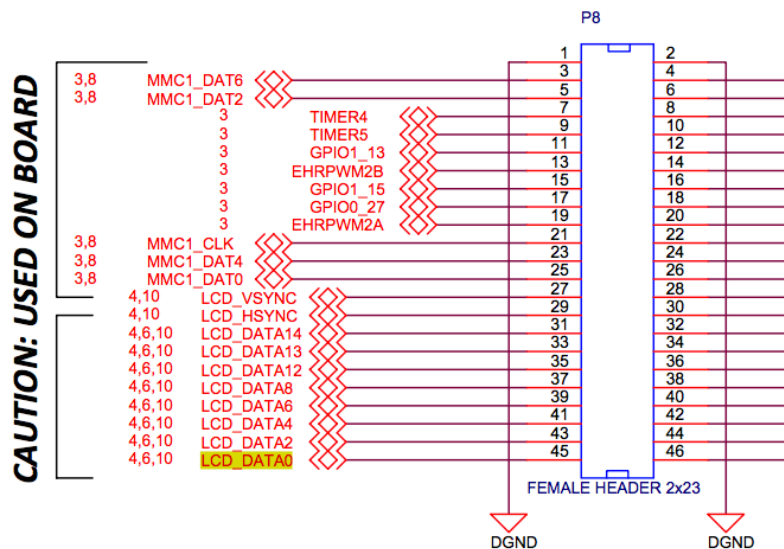 P8
CAUTION: USED ON BOARD
1 2
3,8 MMC1_DAT6 3 4
3,8 MMC1_DAT2 5 6
3 TIMER4 7 8
3 TIMER5 9 10
3 GPIO1_13 11 12
3 EHRPWM2B 13 14
3 GPIO1_15 15 16
3 GPIO0_27 17 18
3 EHRPWM2A 19 20
3,8 MMC1_CLK 21 22
3,8 MMC1_DAT4 23 24
3,8 MMC1_DAT0 25 26
4,10 LCD_VSYNC 27 28
4,10 LCD_HSYNC 29 30
4,6,10 LCD_DATA14 31 32
4,6,10 LCD_DATA13 33 34
4,6,10 LCD_DATA12 35 36
4,6,10 LCD_DATA8 37 38
4,6,10 LCD_DATA6 39 40
4,6,10 LCD_DATA4 41 42
4,6,10 LCD_DATA2 43 44
4,6,10 LCD_DATA0 45 46
FEMALE HEADER 2x23
DGND DGND